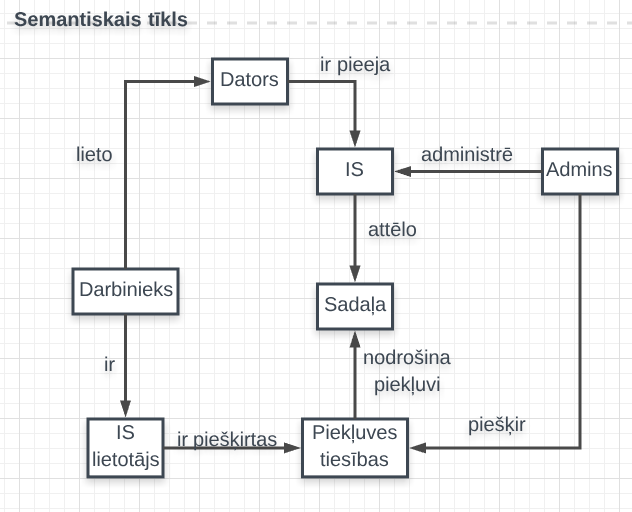 Semantiskais tīkls
ir pieeja
Dators
lieto
administrē
IS
Admins
attēlo
Darbinieks
Sadaļa
ir
nodrošina
piekļuvi
IS
lietotājs
ir piešķirtas
Piekļuves
tiesības
piešķir